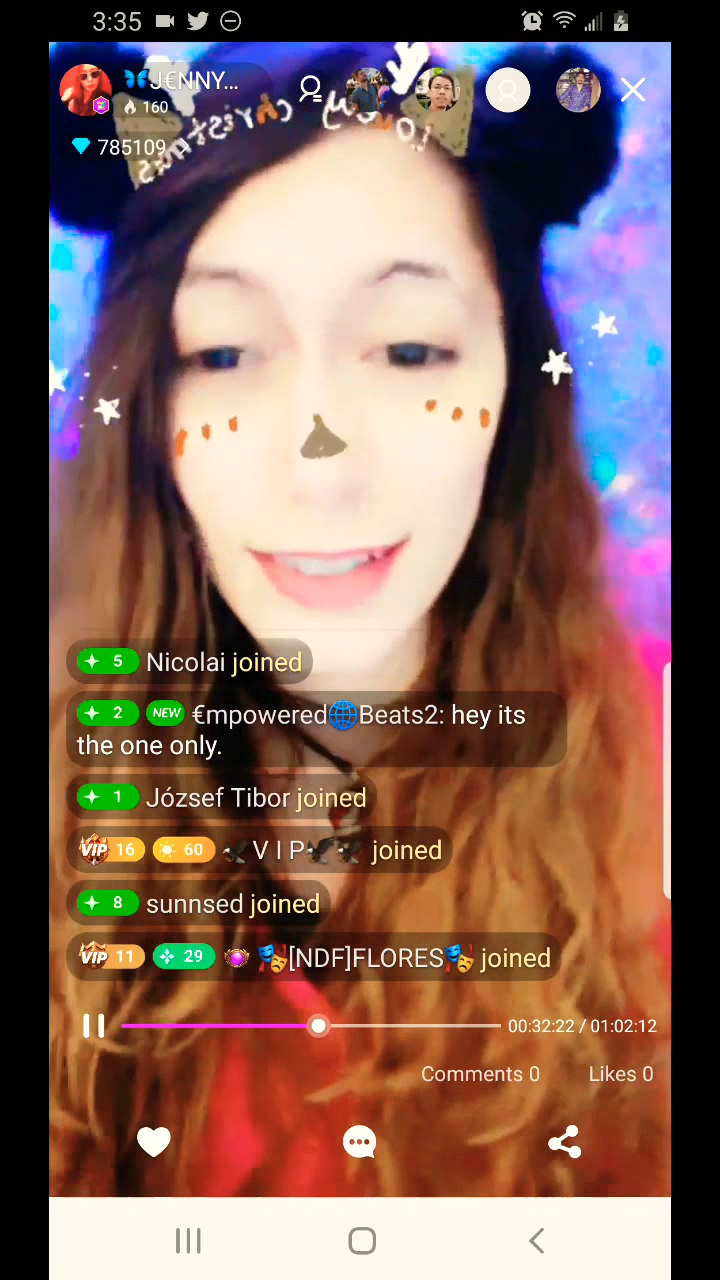 3:35
🦋J€NNY...
160
785109
5 Nicolai joined
2 NEW €mpowered🌐Beats2: hey its
the one only.
1 József Tibor joined
VIP 16 60 🦅V I P🦅🦅 joined
8 sunnsed joined
VIP 11 29 🎭[NDF]FLORES🎭 joined
00:32:22 / 01:02:12
Comments 0 Likes 0